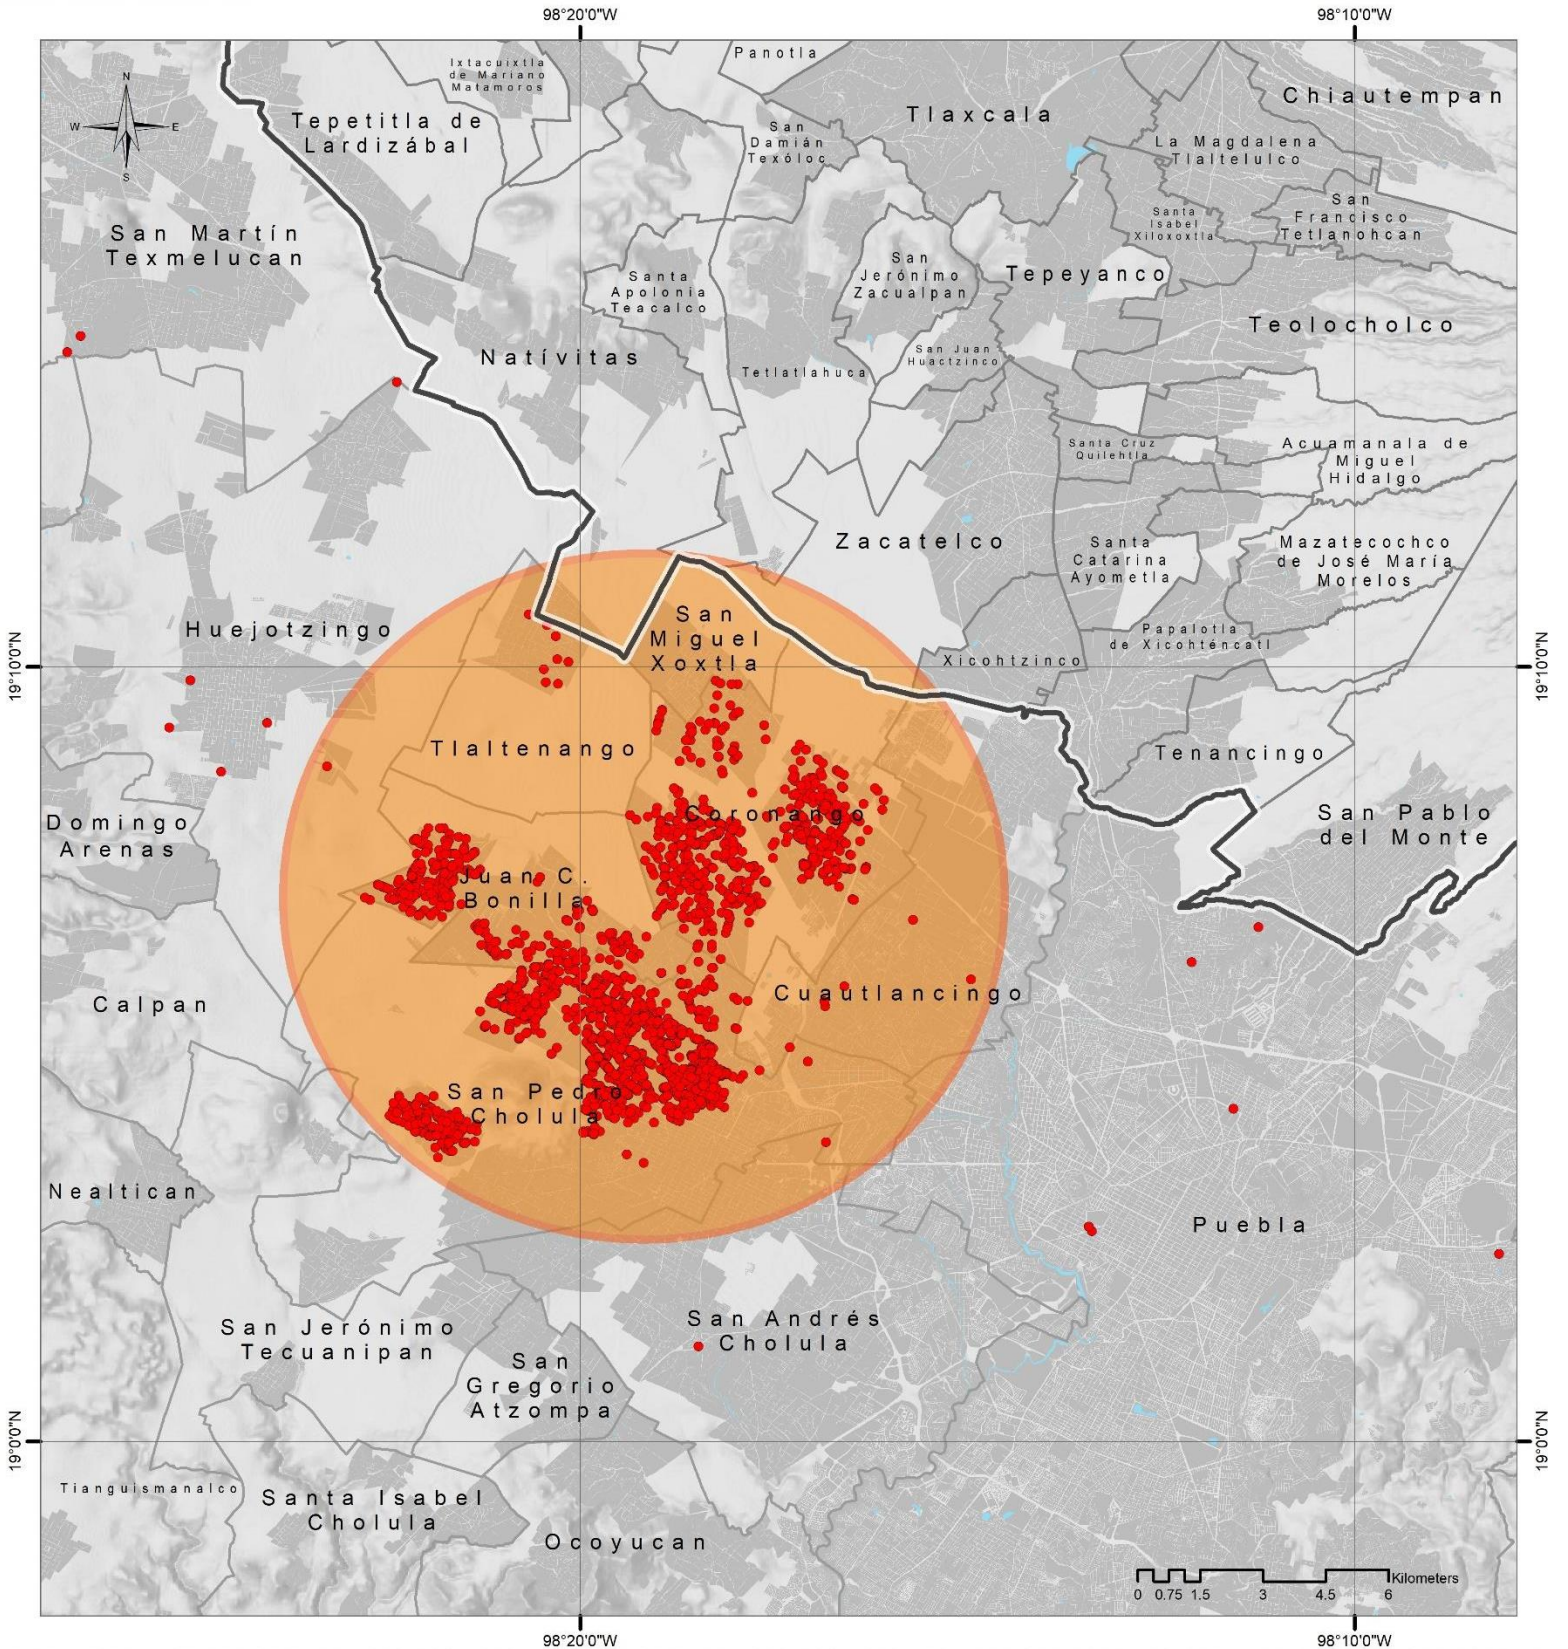 98°20'0"W
98°10'0"W
Panotla
Ixtacuixtla
de Mariano
Matamoros
N
W
E
S
Tepetitla de
Lardizábal
Tlaxcala
Chiautempan
San
Damián
Texóloc
La Magdalena
Tlaltelulco
San Martín
Texmelucan
Santa
Isabel
Xiloxoxtla
San
Francisco
Tetlanohcan
Santa
Apolonia
Teacalco
San
Jerónimo
Zacualpan
Tepeyanco
Teolocholco
Natívitas
Tetlatlahuca
San Juan
Huactzinco
Santa Cruz
Quilehtla
Acuamanala de
Miguel
Hidalgo
Zacatelco
Santa
Catarina
Ayometla
Mazatecochco
de José María
Morelos
Huejotzingo
San
Miguel
Xoxtla
Papalotla
de Xicohténcatl
Xicohtzinco
19°10'0"N
19°10'0"N
Tlaltenango
Tenancingo
Domingo
Arenas
Coronango
San Pablo
del Monte
Juan C.
Bonilla
Calpan
Cuautlancingo
San Pedro
Cholula
Nealtican
Puebla
San Jerónimo
Tecuanipan
San Andrés
Cholula
San
Gregorio
Atzompa
19°0'0"N
19°0'0"N
Tianguismanalco
Santa Isabel
Cholula
Ocoyucan
Kilometers
0 0.75 1.5 3 4.5 6
98°20'0"W
98°10'0"W